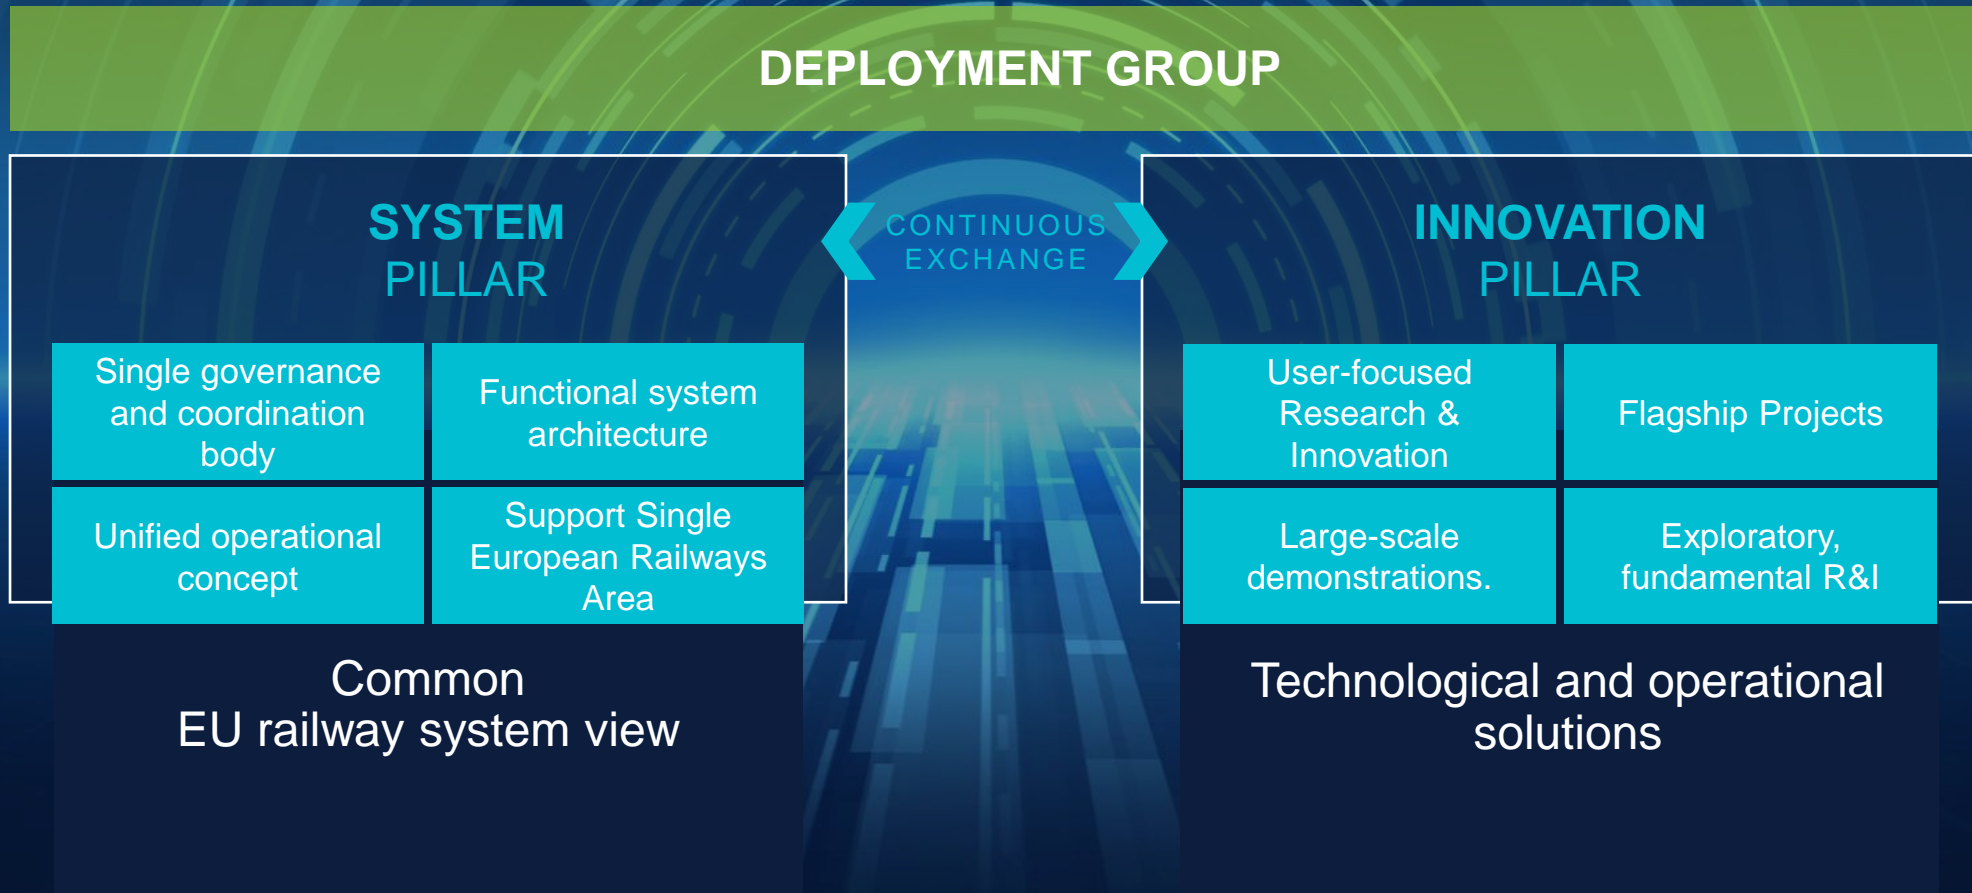 DEPLOYMENT GROUP
SYSTEM
PILLAR
Single governance
and coordination
body
Functional system
architecture
Unified operational
concept
Support Single
European Railways
Area
Common
EU railway system view
CONTINUOUS
EXCHANGE
INNOVATION
PILLAR
User-focused
Research &
Innovation
Flagship Projects
Large-scale
demonstrations.
Exploratory,
fundamental R&I
Technological and operational
solutions